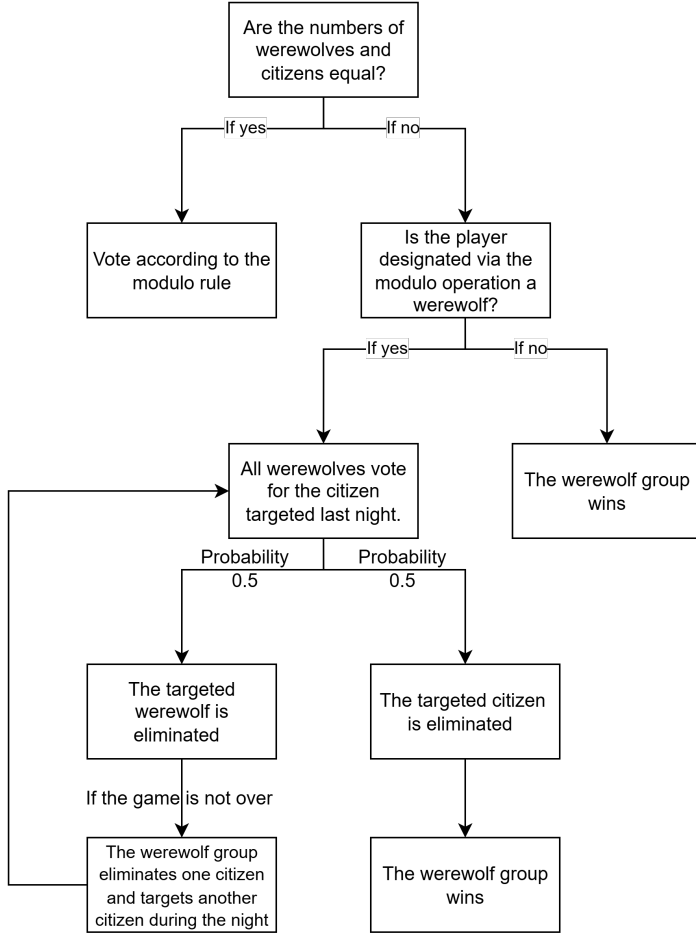 Are the numbers of
werewolves and
citizens equal?
If yes
If no
Vote according to the
modulo rule
Is the player
designated via the
modulo operation a
werewolf?
If yes
If no
All werewolves vote
for the citizen
targeted last night.
The werewolf group
wins
Probability
0.5
Probability
0.5
The targeted
werewolf is
eliminated
The targeted citizen
is eliminated
If the game is not over
The werewolf group
eliminates one citizen
and targets another
citizen during the night
The werewolf group
wins